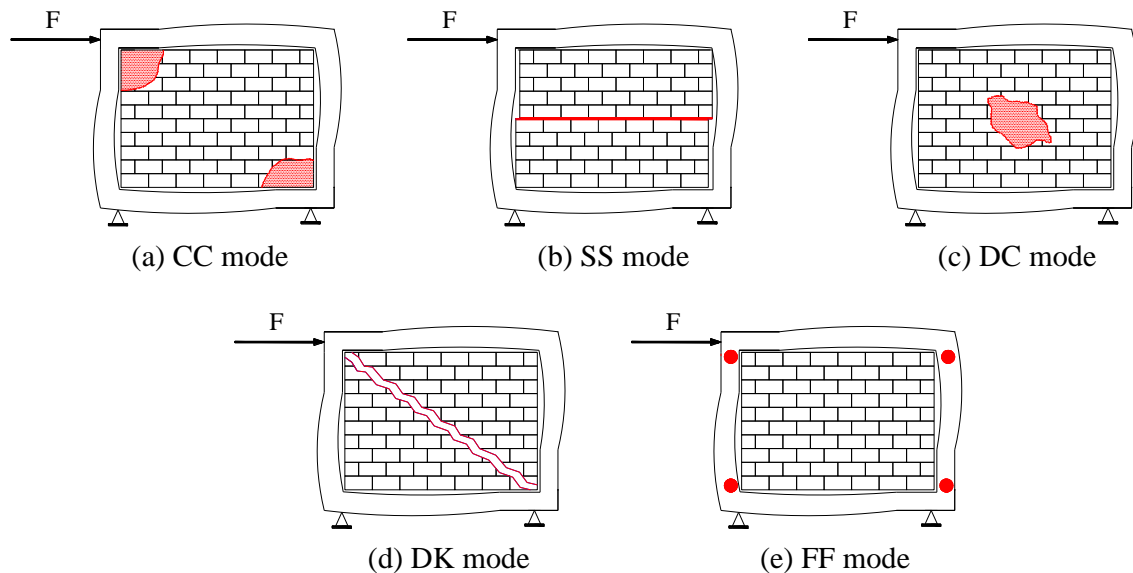 F
F
F
(a) CC mode
(b) SS mode
(c) DC mode
F
F
(d) DK mode
(e) FF mode